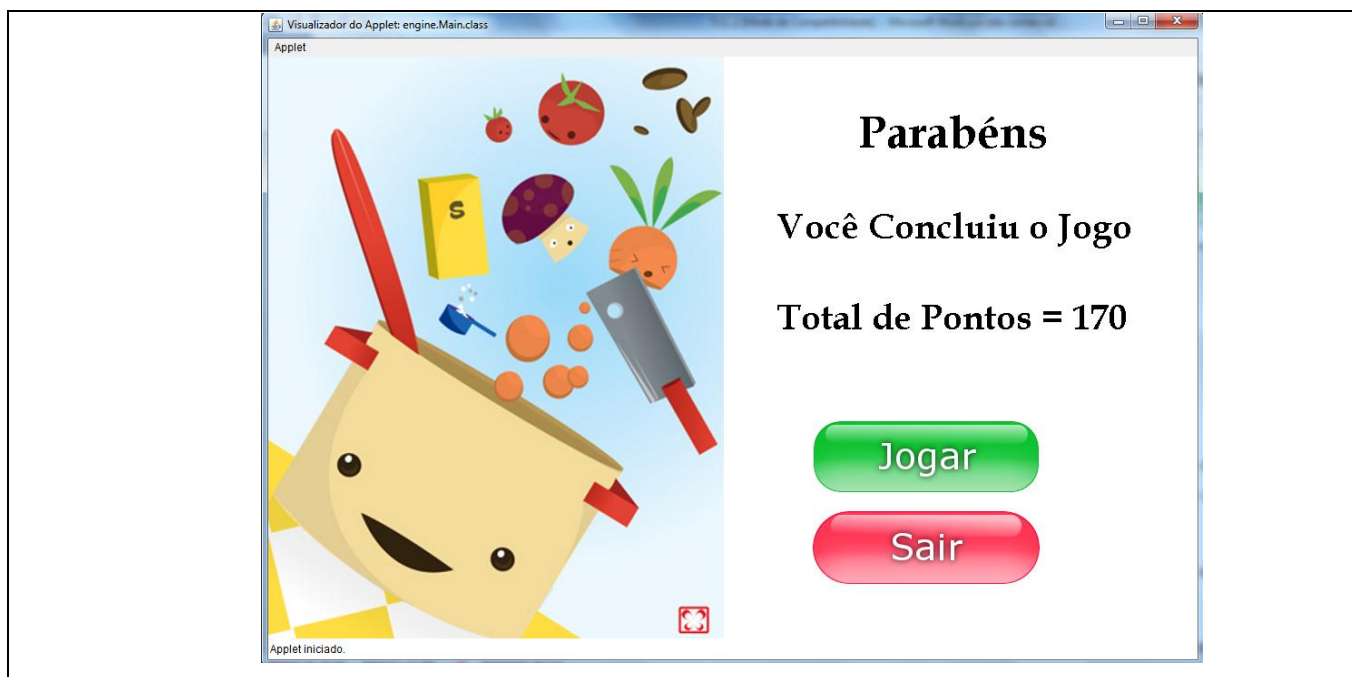 Visualizador do Applet: engine.Main.class
Applet
S
Parabéns
Você Concluiu o Jogo
Total de Pontos = 170
Jogar
Sair
Applet iniciado.